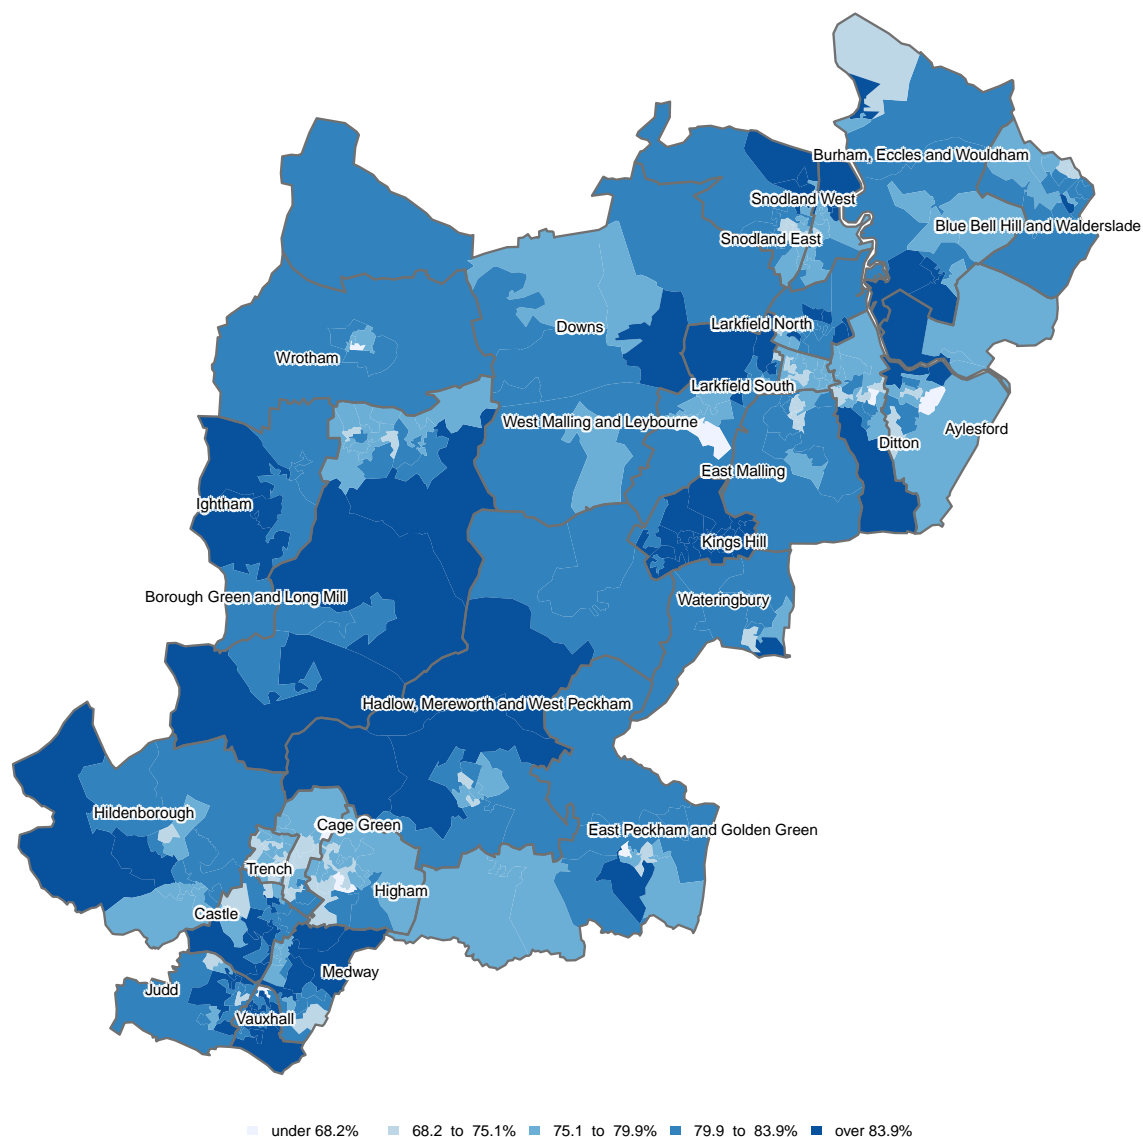 Burham, Eccles and Wouldham
Snodland West
Blue Bell Hill and Walderslade
Snodland East
Larkfield North
Downs
Wrotham
Larkfield South
West Malling and Leybourne
Aylesford
Ditton
East Malling
Ightham
Kings Hill
Borough Green and Long Mill
Wateringbury
Hadlow, Mereworth and West Peckham
Hildenborough
Cage Green
East Peckham and Golden Green
Trench
Higham
Castle
Medway
Judd
Vauxhall
under 68.2% 68.2 to 75.1% 75.1 to 79.9% 79.9 to 83.9% over 83.9%